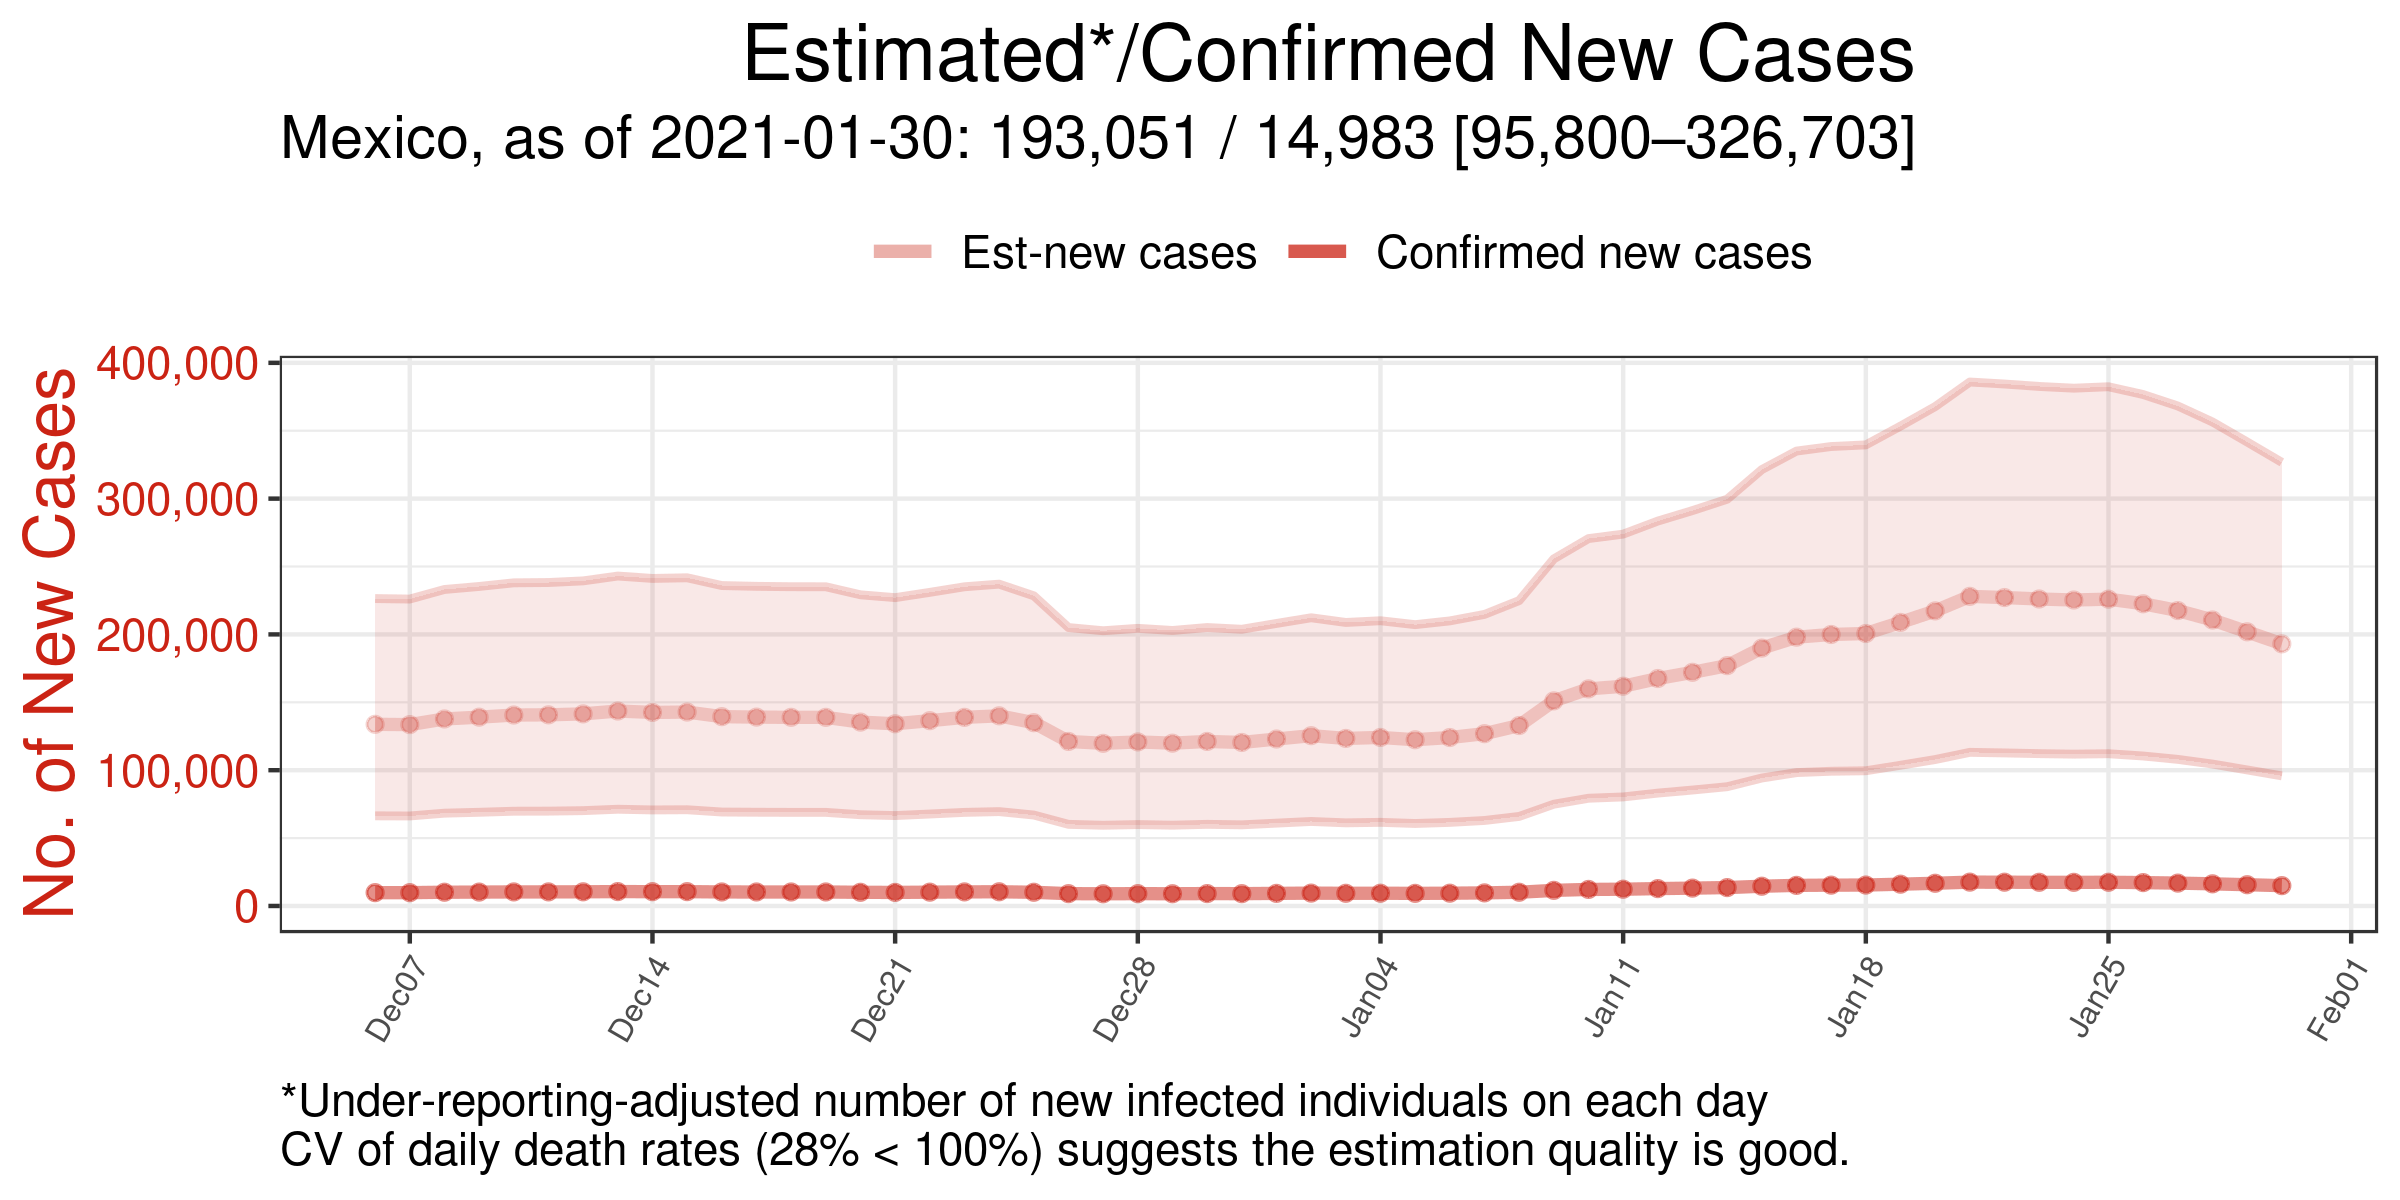 Estimated*/Confirmed New Cases
Mexico, as of 2021-01-30: 193,051 / 14,983 [95,800–326,703]
Est-new cases
Confirmed new cases
No. of New Cases
400,000
300,000
200,000
100,000
0
Dec07
Dec14
Dec21
Dec28
Jan04
Jan11
Jan18
Jan25
Feb01
*Under-reporting-adjusted number of new infected individuals on each day
CV of daily death rates (28% < 100%) suggests the estimation quality is good.